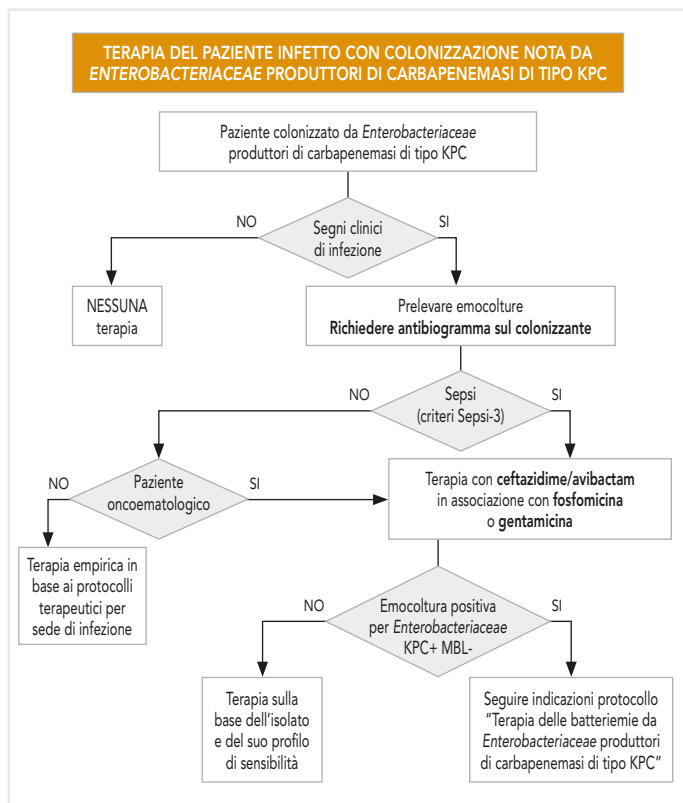 TERAPIA DEL PAZIENTE INFETTO CON COLONIZZAZIONE NOTA DA
ENTEROBACTERIACEAE PRODUTTORI DI CARBAPENEMASI DI TIPO KPC
Paziente colonizzato da Enterobacteriaceae
produttori di carbapenemasi di tipo KPC
NO
SI
Segni clinici
di infezione
NESSUNA
terapia
Prelevare emocolture
Richiedere antibiogramma sul colonizzante
NO
SI
Sepsi
(criteri Sepsi-3)
NO
SI
Paziente
oncoematologico
Terapia con ceftazidime/avibactam
in associazione con fosfomicina
o gentamicina
Terapia empirica in
base ai protocolli
terapeutici per
sede di infezione
NO
SI
Emocoltura positiva
per Enterobacteriaceae
KPC+ MBL-
Terapia sulla
base dell'isolato
e del suo profilo
di sensibilità
Seguire indicazioni protocollo
"Terapia delle batteriemie da
Enterobacteriaceae produttori
di carbapenemasi di tipo KPC"